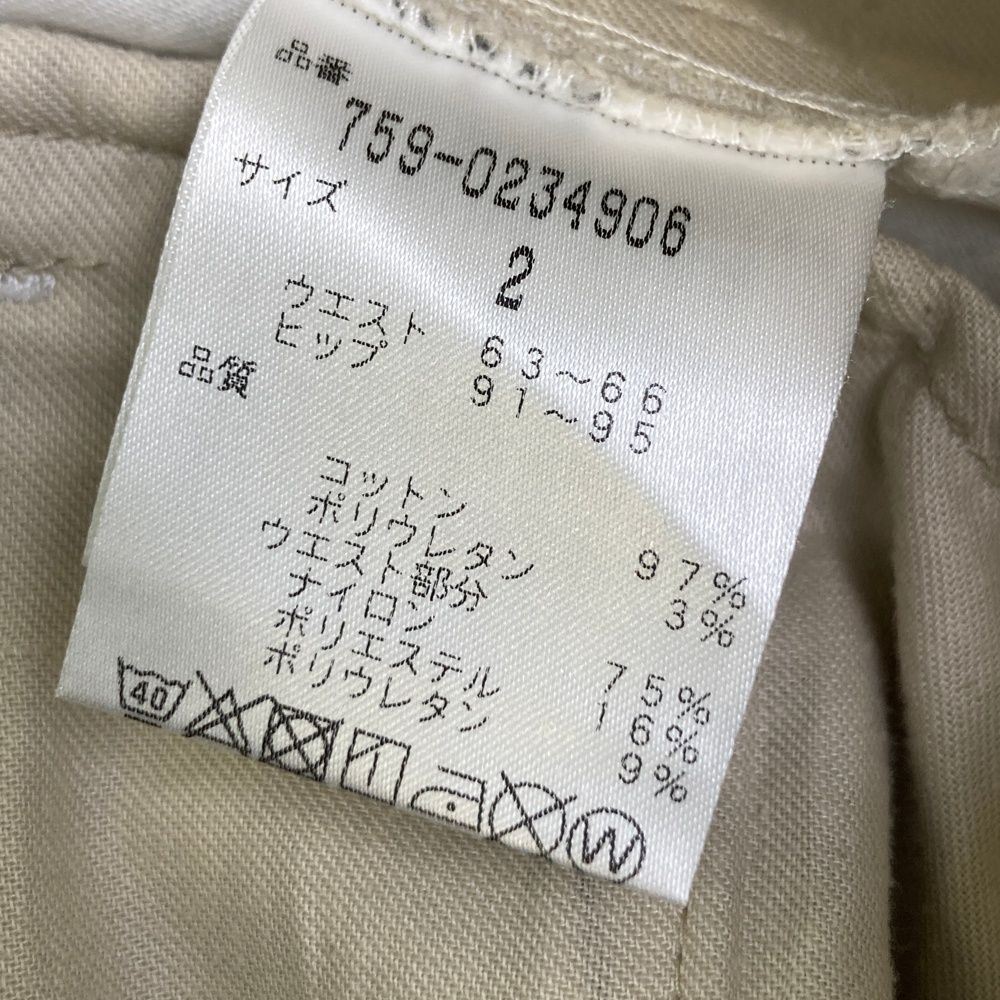 品番
759-0234906
サイズ
2
ウエスト 63~66
ヒップ 91~95
品質
コットン 97%
ポリウレタン 3%
ウエスト部分
ナイロン 75%
ポリエステル 16%
ポリウレタン 9%
40
W